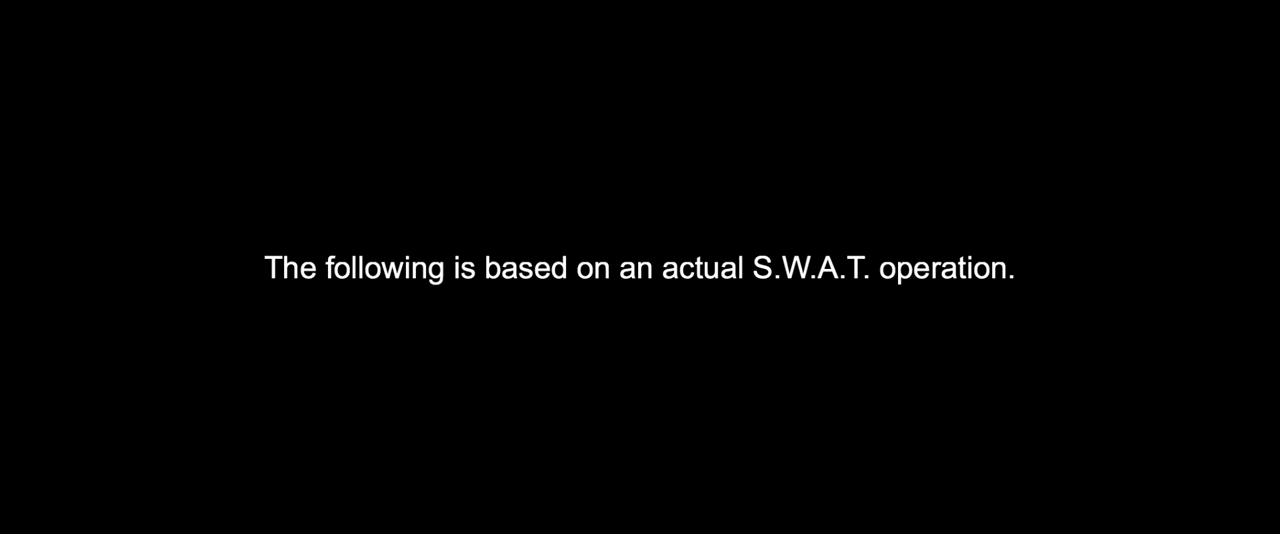 The following is based on an actual S.W.A.T. operation.